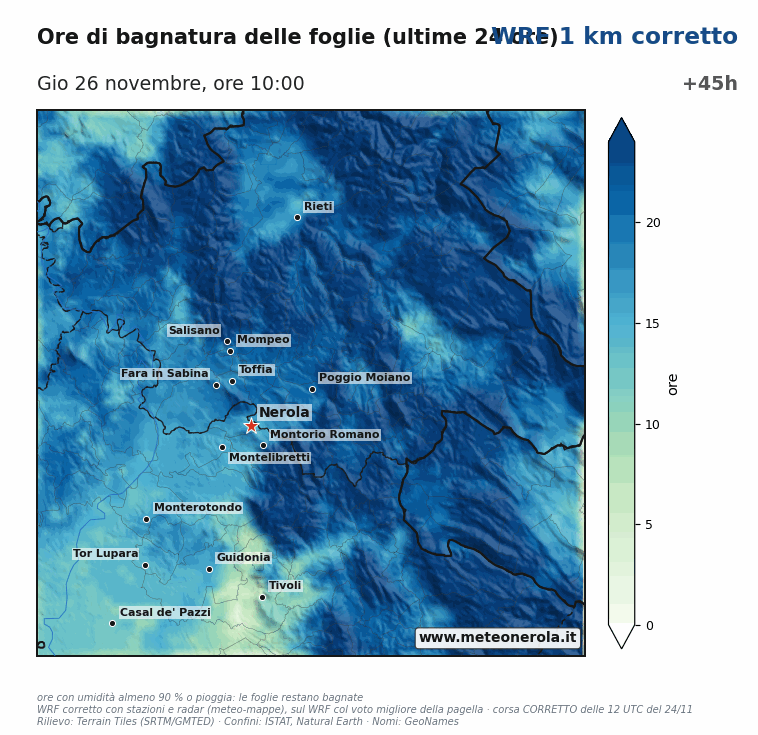 Ore di bagnatura delle foglie (ultime 24 ore)
WRF 1 km corretto
Gio 26 novembre, ore 10:00
+45h
Rieti
Salisano
Mompeo
Toffia
Fara in Sabina
Poggio Moiano
Nerola
Montorio Romano
Montelibretti
Monterotondo
Tor Lupara
Guidonia
Tivoli
Casal de' Pazzi
www.meteonerola.it
20
15
10
5
0
ore
ore con umidità almeno 90 % o pioggia: le foglie restano bagnate
WRF corretto con stazioni e radar (meteo-mappe), sul WRF col voto migliore della pagella · corsa CORRETTO delle 12 UTC del 24/11
Rilievo: Terrain Tiles (SRTM/GMTED) · Confini: ISTAT, Natural Earth · Nomi: GeoNames